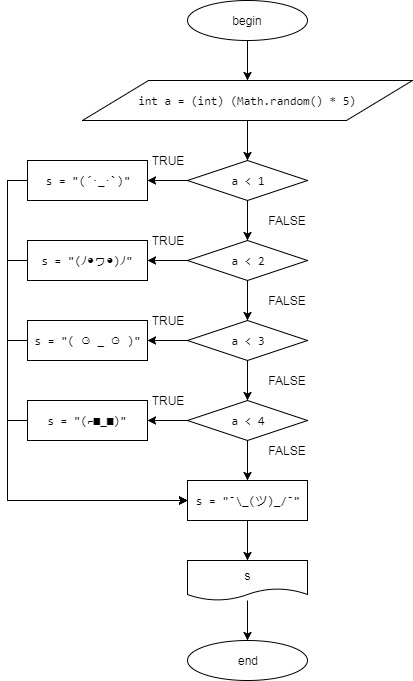 begin
int a = (int) (Math.random() * 5)
TRUE
s = "(´･_･`)"
a < 1
FALSE
TRUE
s = "(ﾉ◕ヮ◕)ﾉ"
a < 2
FALSE
TRUE
s = "( ☉ _ ☉ )"
a < 3
FALSE
TRUE
s = "(⌐■_■)"
a < 4
FALSE
s = "¯\_(ツ)_/¯"
s
end